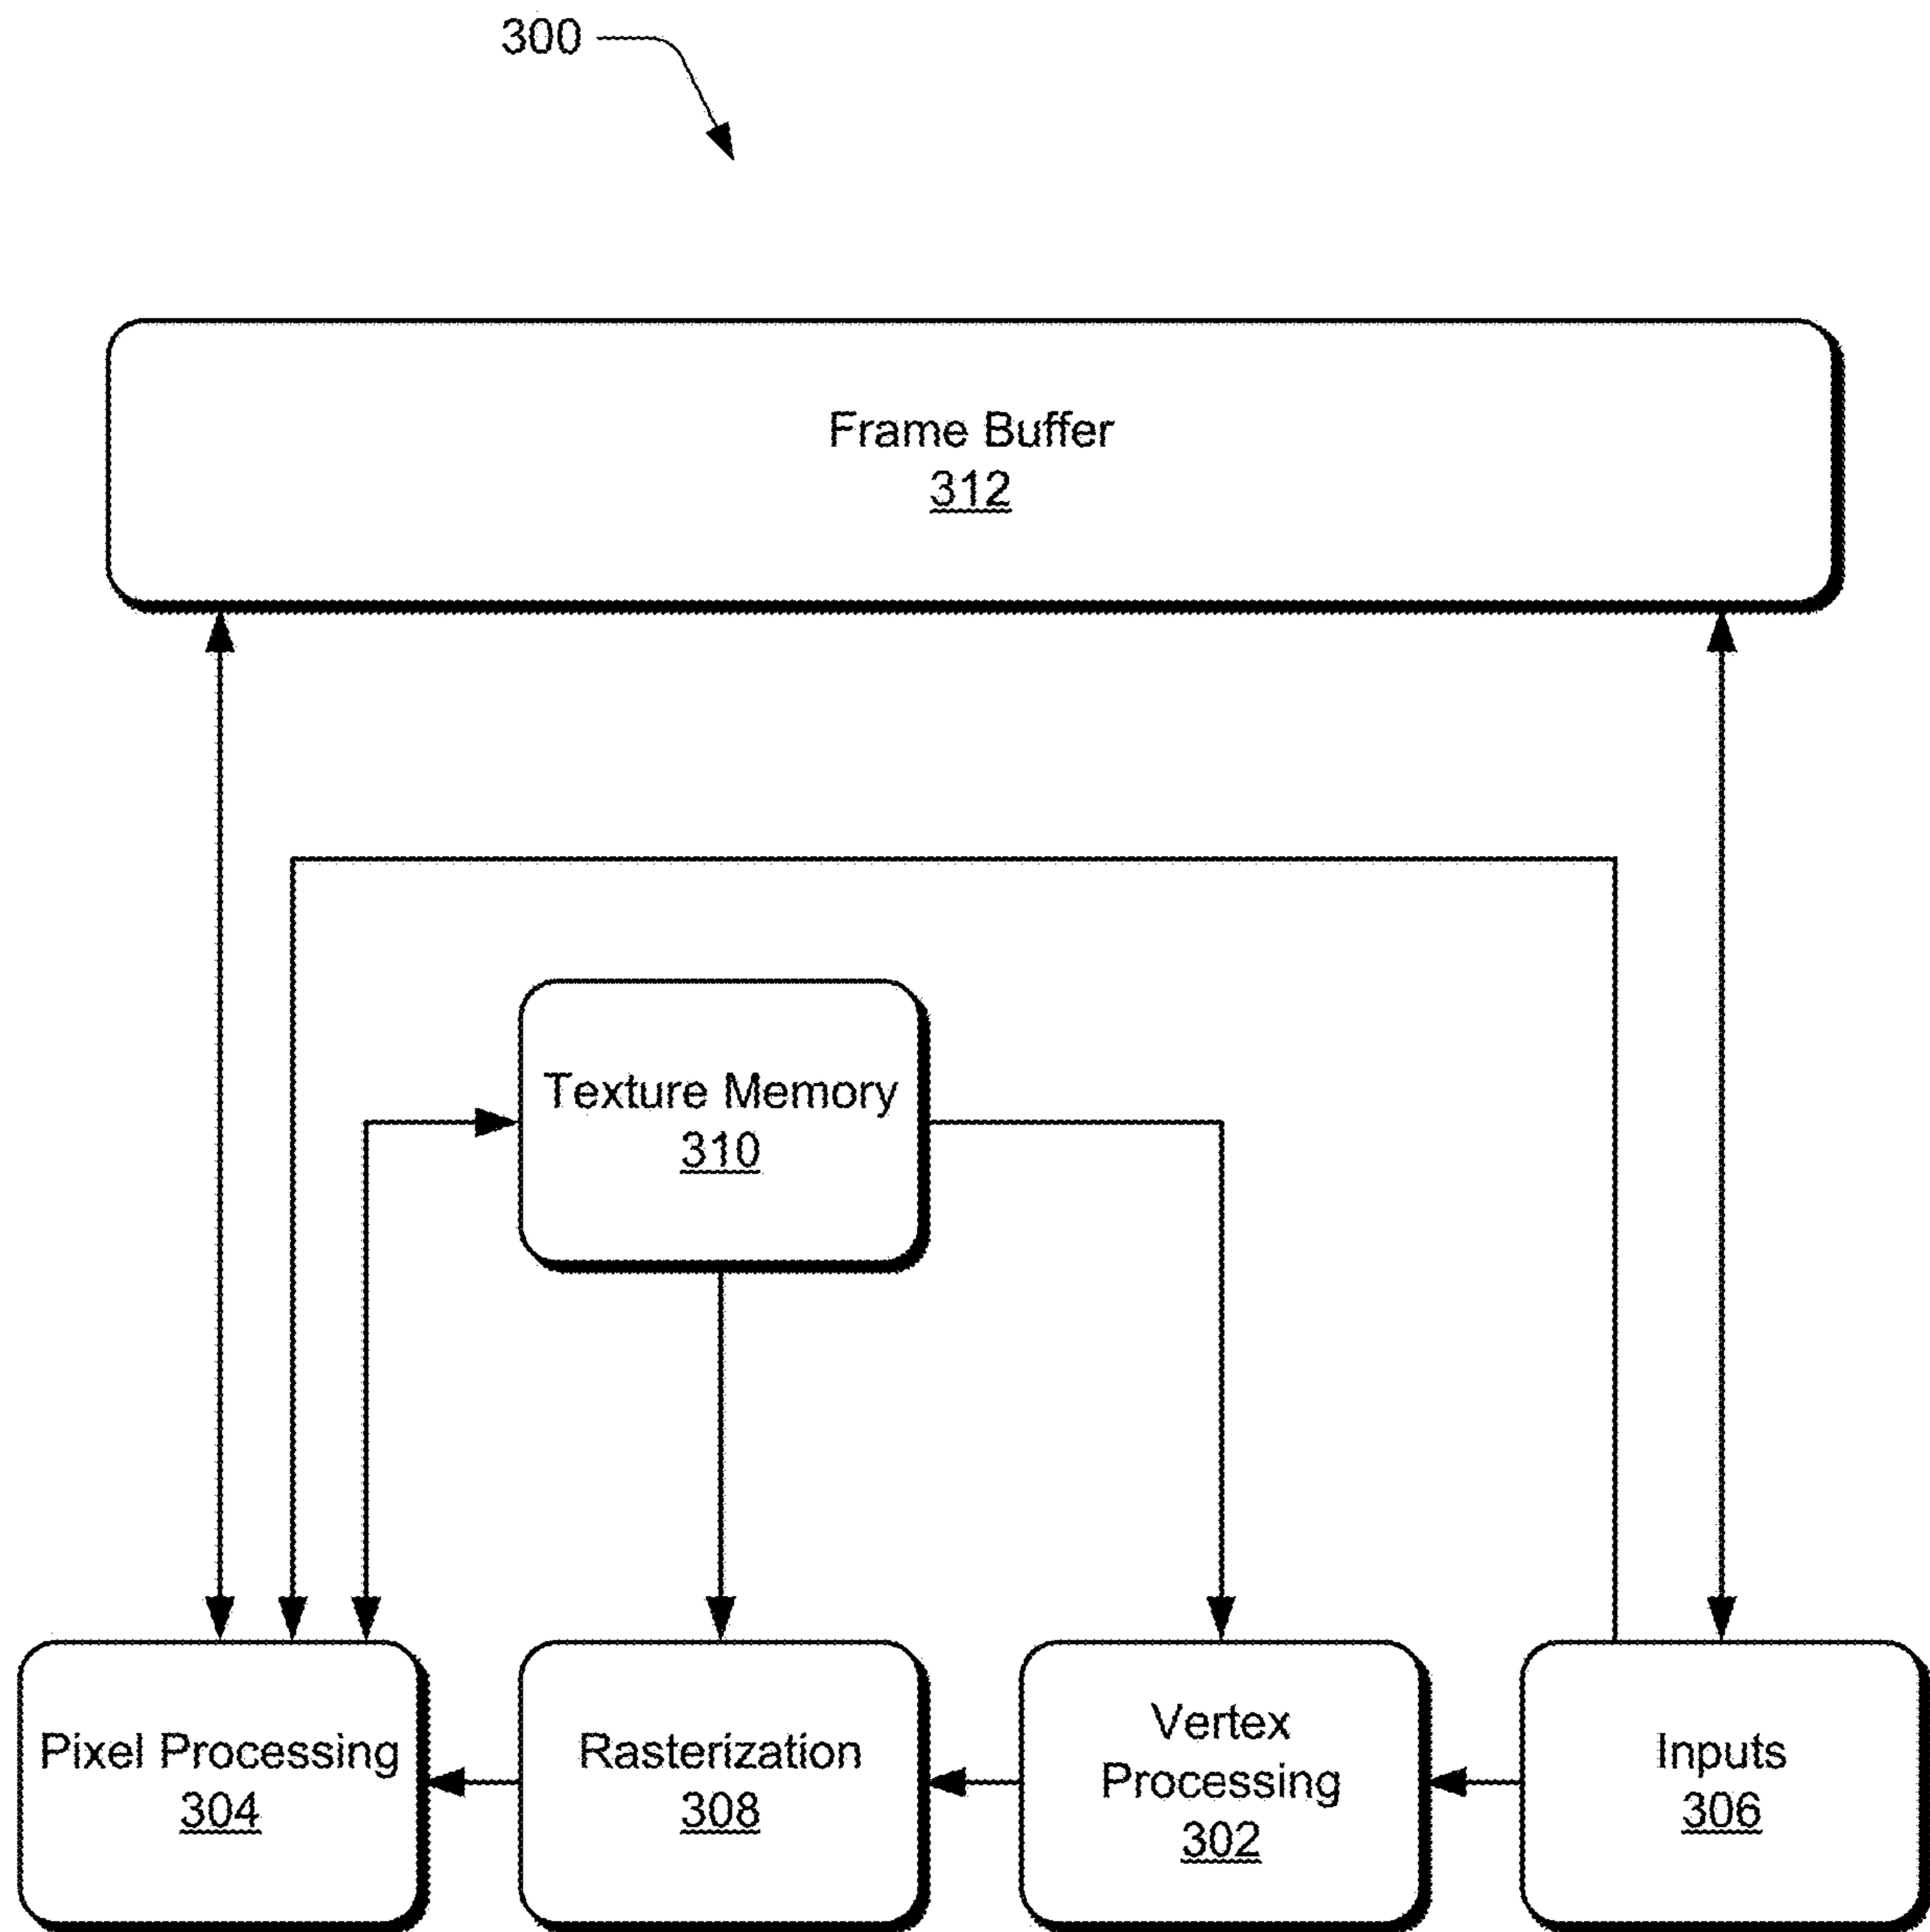 300
Frame Buffer
312
Texture Memory
310
Pixel Processing
304
Rasterization
308
Vertex
Processing
302
Inputs
306